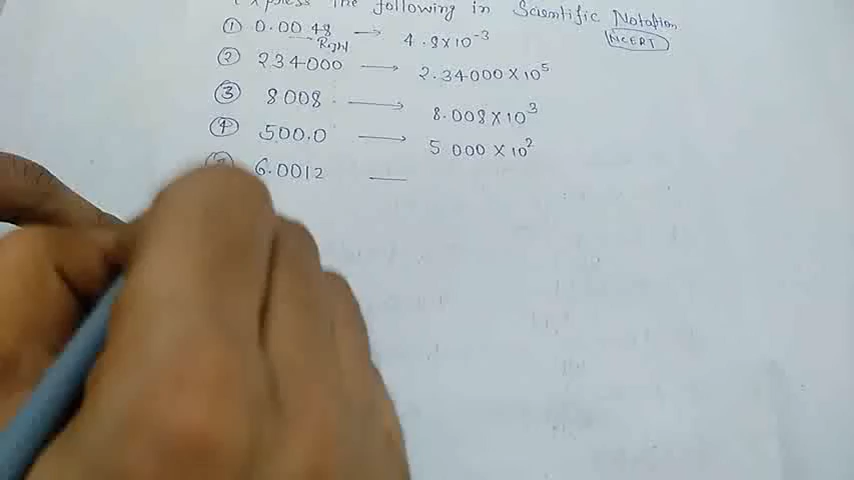 Express the following in Scientific Notation
NCERT
① 0.0048 → 4.8×10⁻³
Right
② 234000 → 2.34000×10⁵
③ 8008 → 8.008×10³
④ 500.0 → 5 000×10²
6.0012 —